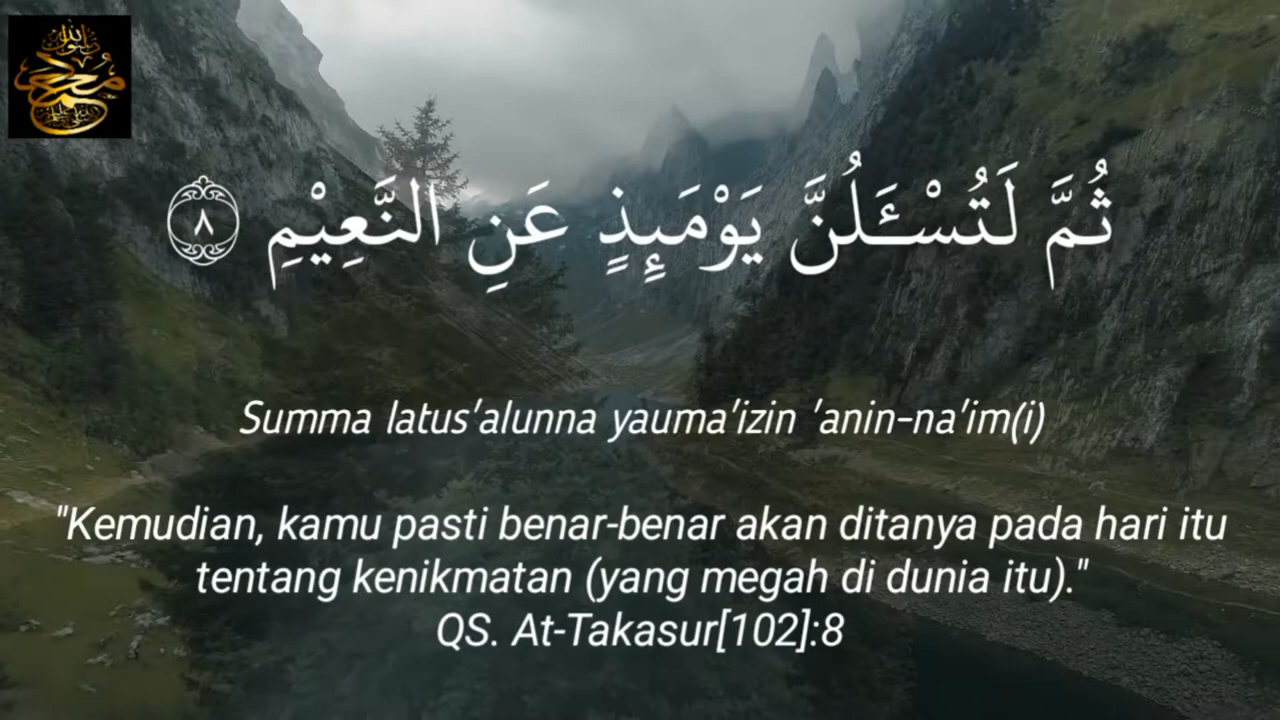 ثُمَّ لَتُسْـَٔلُنَّ يَوْمَىِٕذٍ عَنِ النَّعِيْمِ ۝٨
Summa latus'alunna yauma'izin 'anin-na'im(i)
"Kemudian, kamu pasti benar-benar akan ditanya pada hari itu
tentang kenikmatan (yang megah di dunia itu)."
QS. At-Takasur[102]:8